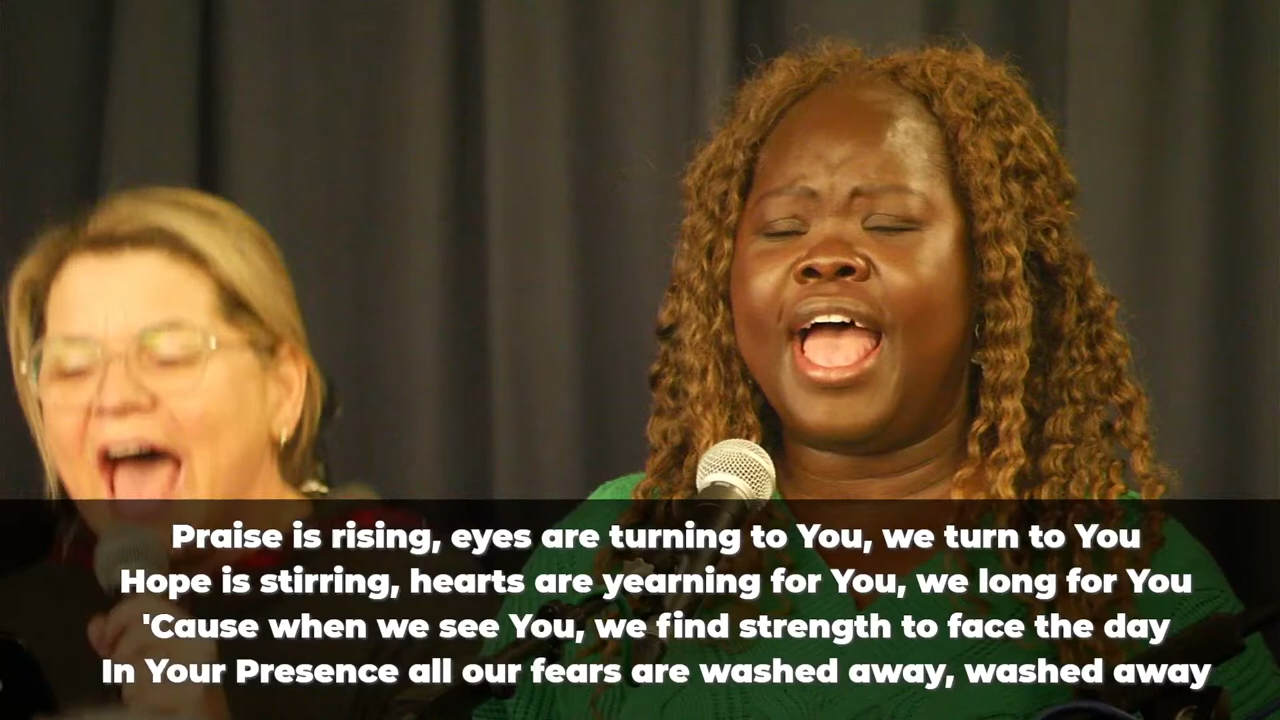 Praise is rising, eyes are turning to You, we turn to You
Hope is stirring, hearts are yearning for You, we long for You
'Cause when we see You, we find strength to face the day
In Your Presence all our fears are washed away, washed away